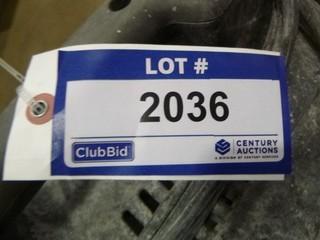 LOT #
2036
ClubBid
CENTURY
AUCTIONS
A DIVISION OF CENTURY SERVICES